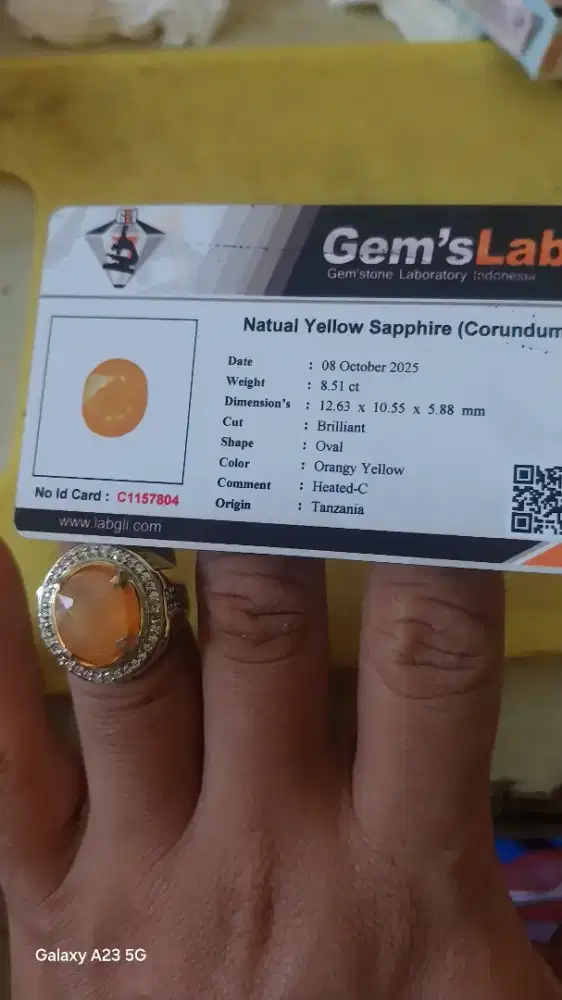 Gem'sLab
Gem'stone Laboratory Indonesia
Natual Yellow Sapphire (Corundum
Date : 08 October 2025
Weight : 8.51 ct
Dimension's : 12.63 x 10.55 x 5.88 mm
Cut : Brilliant
Shape : Oval
Color : Orangy Yellow
Comment : Heated-C
Origin : Tanzania
No Id Card : C1157804
www.labgli.com
Galaxy A23 5G